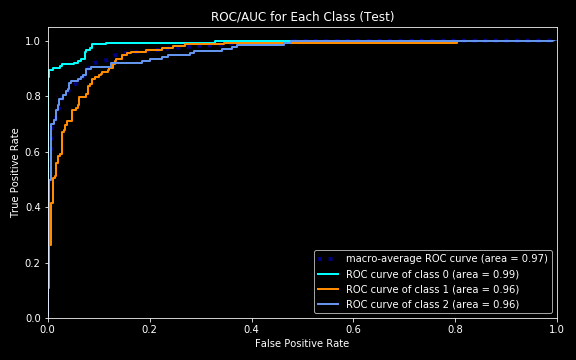 ROC/AUC for Each Class (Test)
1.0
0.8
0.6
0.4
0.2
0.0
True Positive Rate
macro-average ROC curve (area = 0.97)
ROC curve of class 0 (area = 0.99)
ROC curve of class 1 (area = 0.96)
ROC curve of class 2 (area = 0.96)
0.0 0.2 0.4 0.6 0.8 1.0
False Positive Rate